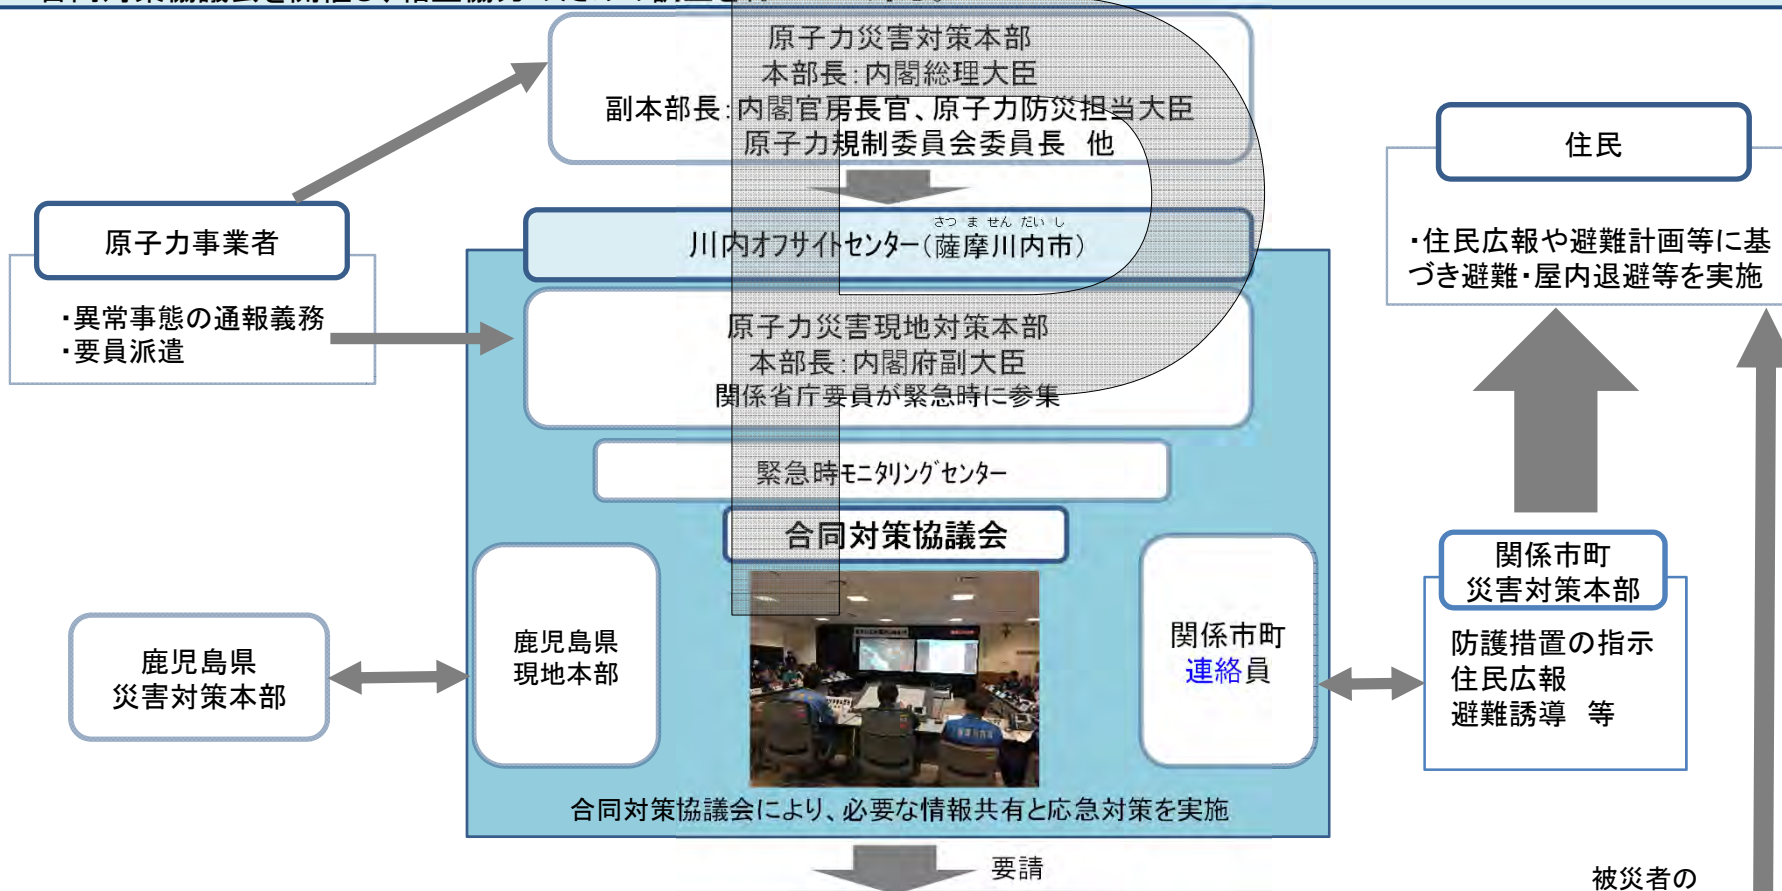 原子力災害対策本部
本部長：内閣総理大臣
副本部長：内閣官房長官、原子力防災担当大臣
原子力規制委員会委員長　他
住民
・住民広報や避難計画等に基
づき避難・屋内退避等を実施
原子力事業者
・異常事態の通報義務
・要員派遣
さつ ま せん だい し
川内オフサイトセンター（薩摩川内市）
原子力災害現地対策本部
本部長：内閣府副大臣
関係省庁要員が緊急時に参集
緊急時モニタリングセンター
合同対策協議会
鹿児島県
災害対策本部
鹿児島県
現地本部
関係市町
連絡員
関係市町
災害対策本部
防護措置の指示
住民広報
避難誘導　等
合同対策協議会により、必要な情報共有と応急対策を実施
要請
被災者の
P